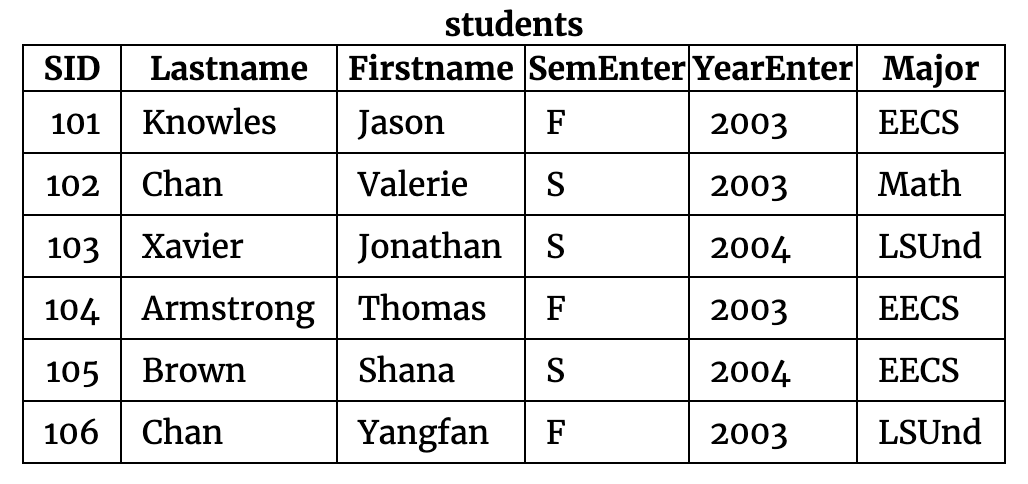 students
SID Lastname Firstname SemEnter YearEnter Major
101 Knowles Jason F 2003 EECS
102 Chan Valerie S 2003 Math
103 Xavier Jonathan S 2004 LSUnd
104 Armstrong Thomas F 2003 EECS
105 Brown Shana S 2004 EECS
106 Chan Yangfan F 2003 LSUnd